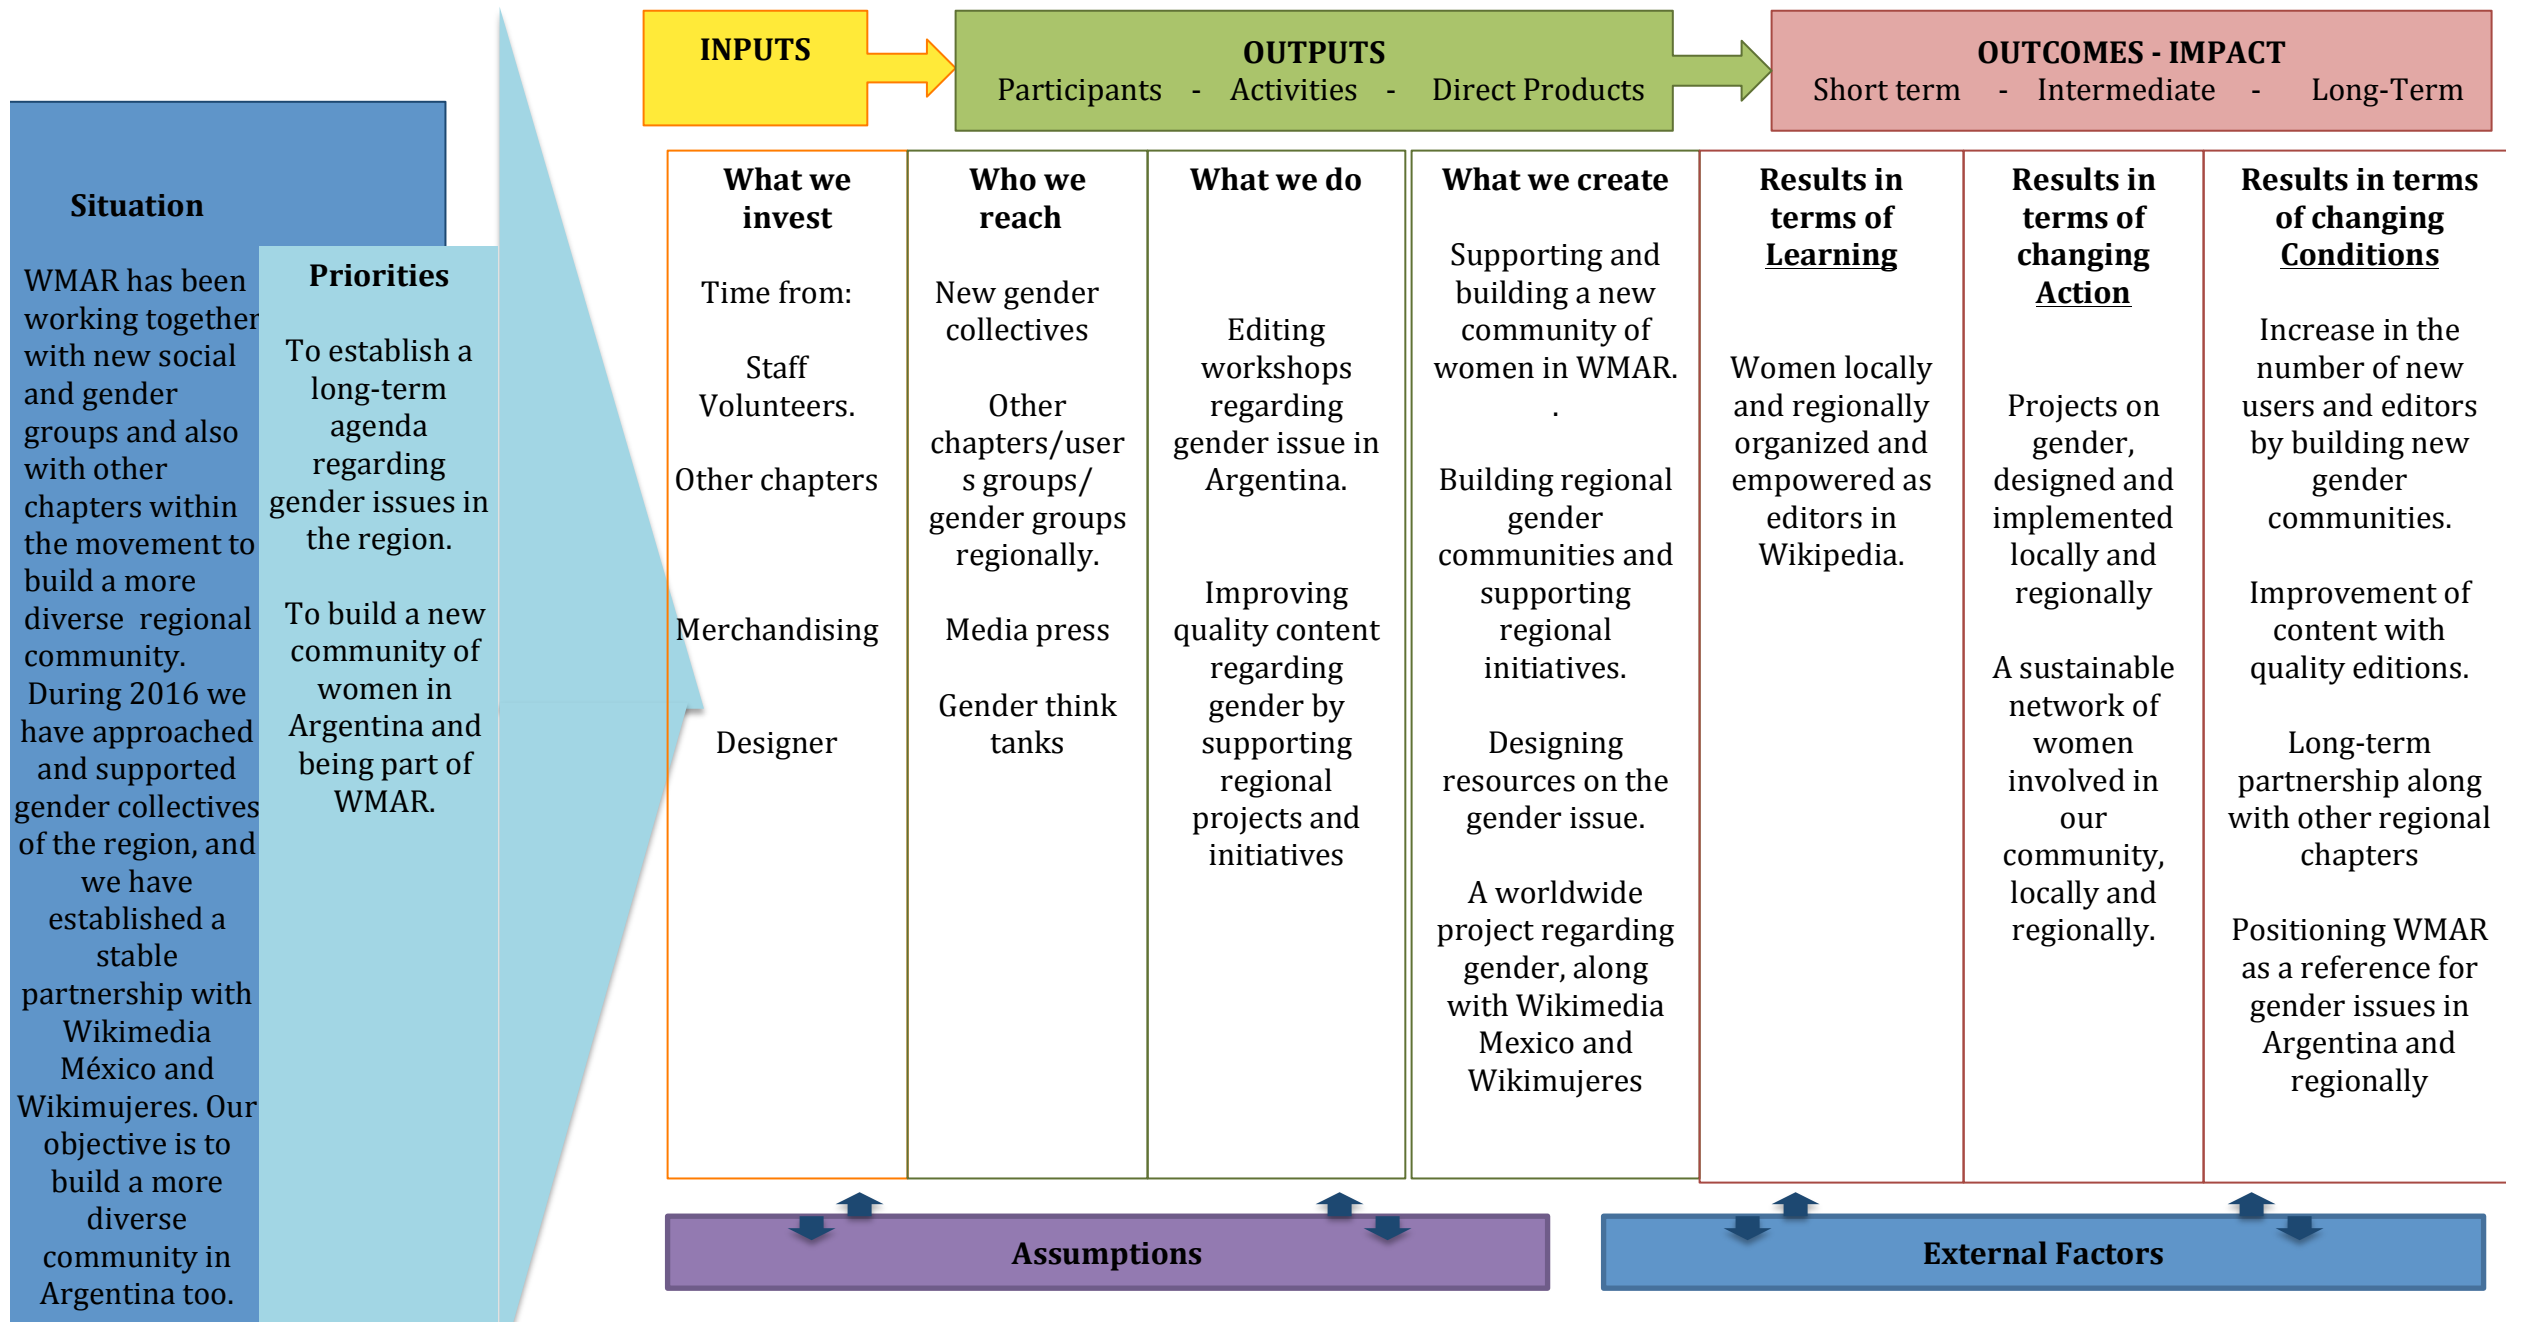 INPUTS
OUTPUTS
Participants - Activities - Direct Products
OUTCOMES - IMPACT
Short term - Intermediate - Long-Term
Situation
WMAR has been
working together
with new social
and gender
groups and also
with other
chapters within
the movement to
build a more
diverse regional
community.
During 2016 we
have approached
and supported
gender collectives
of the region, and
we have
established a
stable
partnership with
Wikimedia
México and
Wikimujeres. Our
objective is to
build a more
diverse
community in
Argentina too.
Priorities
To establish a
long-term
agenda
regarding
gender issues in
the region.
To build a new
community of
women in
Argentina and
being part of
WMAR.
What we
invest
Time from:
Staff
Volunteers.
Other chapters
Merchandising
Designer
Who we
reach
New gender
collectives
Other
chapters/user
s groups/
gender groups
regionally.
Media press
Gender think
tanks
What we do
Editing
workshops
regarding
gender issue in
Argentina.
Improving
quality content
regarding
gender by
supporting
regional
projects and
initiatives
What we create
Supporting and
building a new
community of
women in WMAR.
.
Building regional
gender
communities and
supporting
regional
initiatives.
Designing
resources on the
gender issue.
A worldwide
project regarding
gender, along
with Wikimedia
Mexico and
Wikimujeres
Results in
terms of
Learning
Women locally
and regionally
organized and
empowered as
editors in
Wikipedia.
Results in
terms of
changing
Action
Projects on
gender,
designed and
implemented
locally and
regionally
A sustainable
network of
women
involved in
our
community,
locally and
regionally.
Results in terms
of changing
Conditions
Increase in the
number of new
users and editors
by building new
gender
communities.
Improvement of
content with
quality editions.
Long-term
partnership along
with other regional
chapters
Positioning WMAR
as a reference for
gender issues in
Argentina and
regionally
Assumptions
External Factors